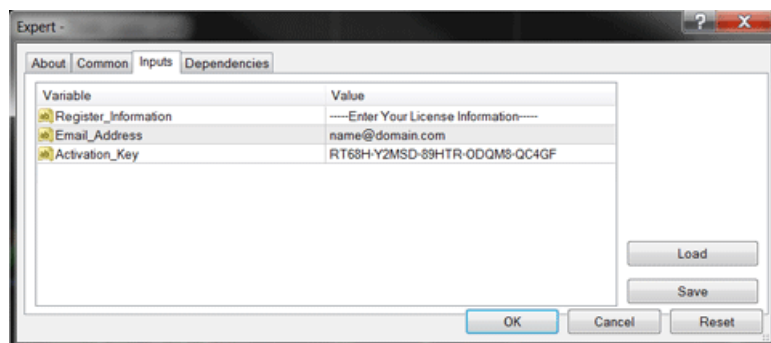 Expert -
About Common Inputs Dependencies
Variable Value
Register_Information -----Enter Your License Information-----
Email_Address name@domain.com
Activation_Key RT68H-Y2MSD-89HTR-ODQM8-QC4GF
Load
Save
OK Cancel Reset